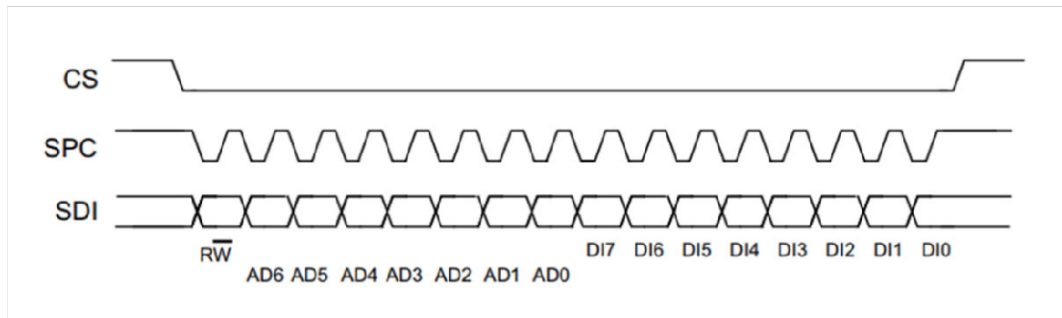 CS
SPC
SDI
RW̅ DI7 DI6 DI5 DI4 DI3 DI2 DI1 DI0
AD6 AD5 AD4 AD3 AD2 AD1 AD0